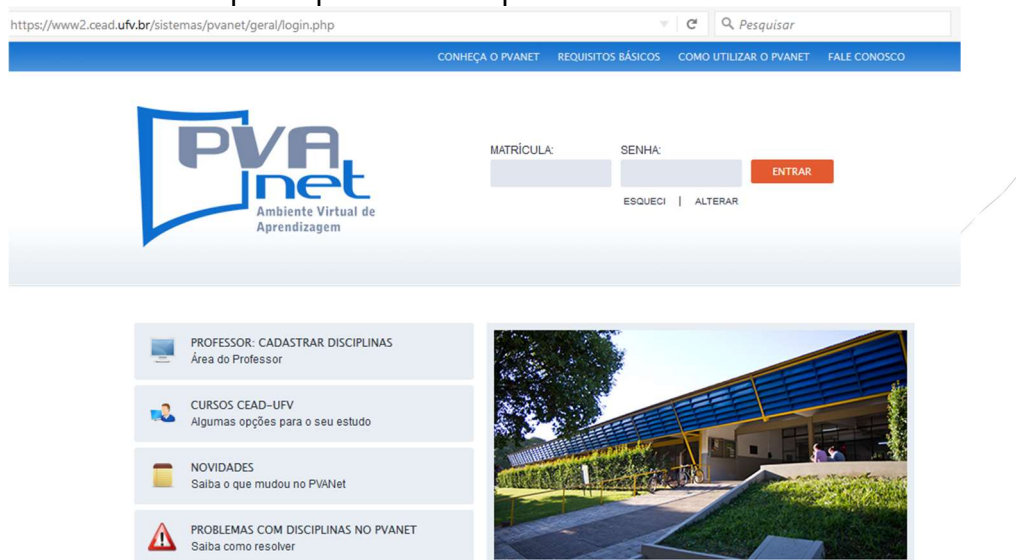 https://www2.cead.ufv.br/sistemas/pvanet/geral/login.php
Pesquisar
CONHEÇA O PVANET REQUISITOS BÁSICOS COMO UTILIZAR O PVANET FALE CONOSCO
PVA
net
Ambiente Virtual de
Aprendizagem
MATRÍCULA: SENHA:
ENTRAR
ESQUECI | ALTERAR
PROFESSOR: CADASTRAR DISCIPLINAS
Área do Professor
CURSOS CEAD-UFV
Algumas opções para o seu estudo
NOVIDADES
Saiba o que mudou no PVANet
PROBLEMAS COM DISCIPLINAS NO PVANET
Saiba como resolver